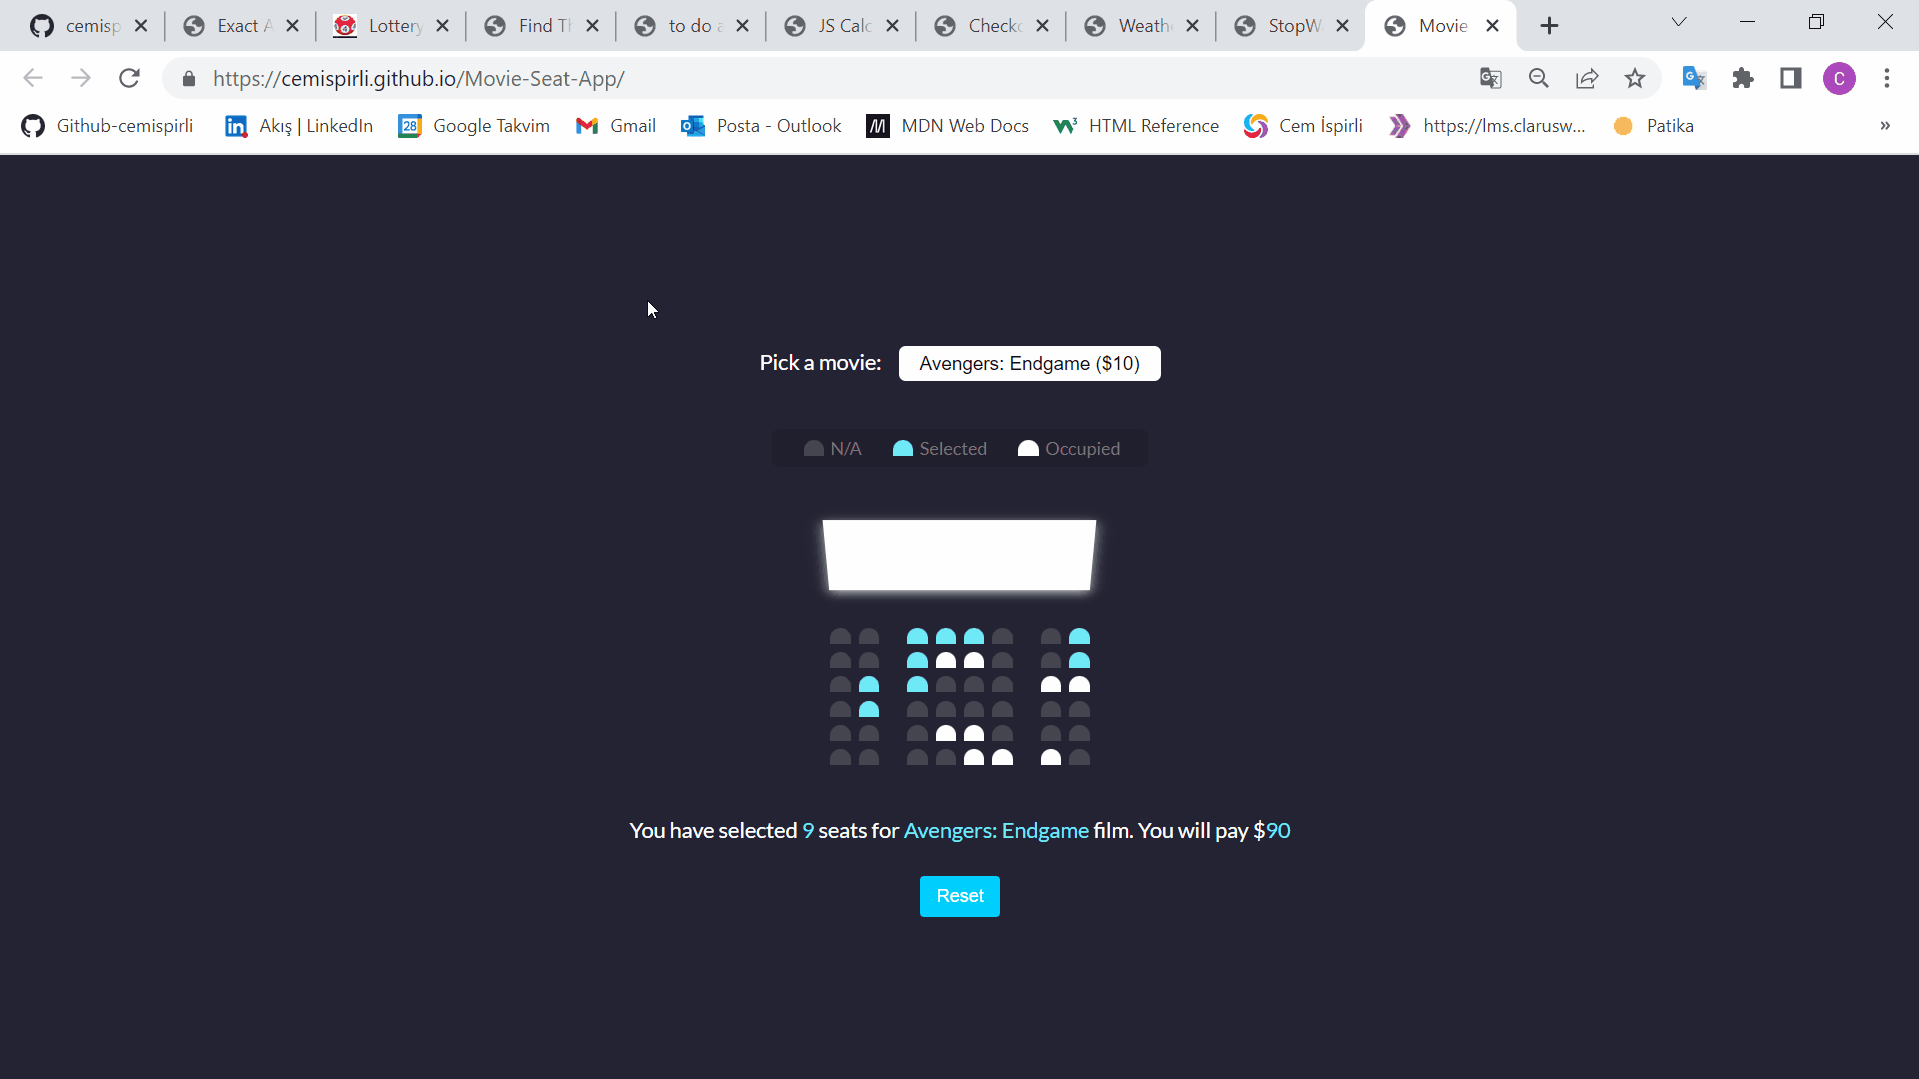 cemisp Exact A Lottery Find Th to do a JS Calc Checko Weath StopW Movie
https://cemispirli.github.io/Movie-Seat-App/
C
Github-cemispirli Akış | LinkedIn 28 Google Takvim Gmail Posta - Outlook MDN Web Docs HTML Reference Cem İspirli https://lms.clarusw... Patika »
Pick a movie: Avengers: Endgame ($10)
N/A Selected Occupied
You have selected 9 seats for Avengers: Endgame film. You will pay $90
Reset